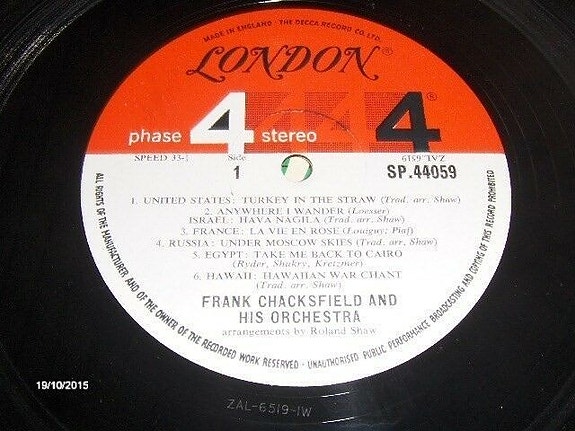 MADE IN ENGLAND · THE DECCA RECORD CO. LTD.
LONDON ®
phase 4 stereo 4 ®
ZAL-6519
SPEED 33-1 Side 1 SP.44059
1. UNITED STATES: TURKEY IN THE STRAW (Trad. arr. Shaw)
2. ANYWHERE I WANDER (Loesser)
ISRAEL: HAVA NAGILA (Trad. arr. Shaw)
3. FRANCE: LA VIE EN ROSE (Louiguy; Piaf)
4. RUSSIA: UNDER MOSCOW SKIES (Trad. arr. Shaw)
5. EGYPT: TAKE ME BACK TO CAIRO
(Ryder, Shukry, Kretzmer)
6. HAWAII: HAWAIIAN WAR CHANT
(Trad. arr. Shaw)
FRANK CHACKSFIELD AND
HIS ORCHESTRA
arrangements by Roland Shaw
ALL RIGHTS OF THE MANUFACTURER AND OF THE OWNER OF THE RECORDED WORK RESERVED · UNAUTHORISED PUBLIC PERFORMANCE BROADCASTING AND COPYING OF THIS RECORD PROHIBITED
19/10/2015
ZAL-6519-1W